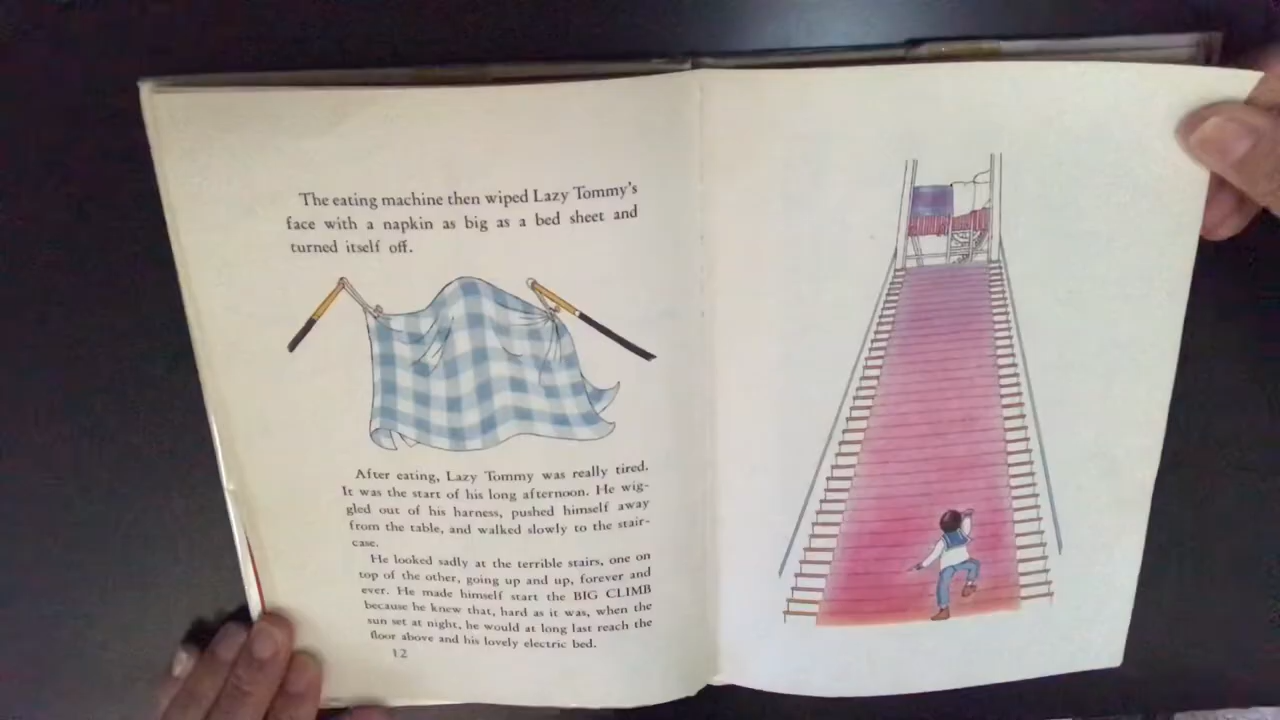 The eating machine then wiped Lazy Tommy's
face with a napkin as big as a bed sheet and
turned itself off.
After eating, Lazy Tommy was really tired.
It was the start of his long afternoon. He wig-
gled out of his harness, pushed himself away
from the table, and walked slowly to the stair-
case.
He looked sadly at the terrible stairs, one on
top of the other, going up and up, forever and
ever. He made himself start the BIG CLIMB
because he knew that, hard as it was, when the
sun set at night, he would at long last reach the
floor above and his lovely electric bed.
12